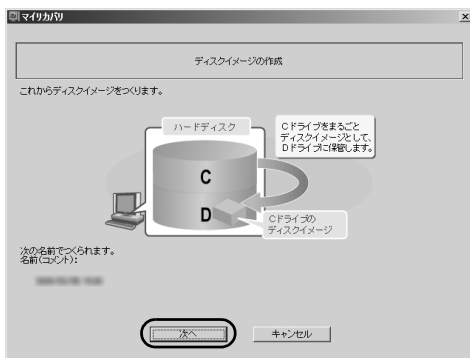 マイリカバリ
ディスクイメージの作成
これからディスクイメージをつくります。
ハードディスク
Cドライブをまるごと
ディスクイメージとして、
Dドライブに保管します。
C
D
Cドライブの
ディスクイメージ
次の名前でつくられます。
名前(コメント):
次へ
キャンセル